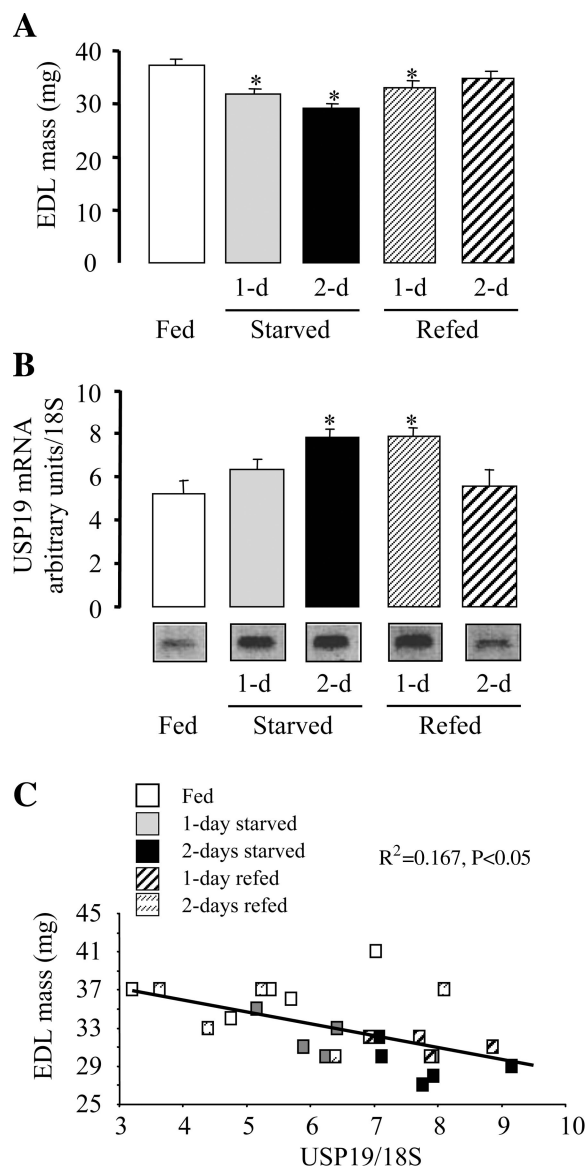 A
EDL mass (mg)
40
30
20
10
0
* * *
1-d 2-d 1-d 2-d
Fed Starved Refed
B
USP19 mRNA
arbitrary units/18S
10
8
6
4
2
0
* *
1-d 2-d 1-d 2-d
Fed Starved Refed
C
Fed
1-day starved
2-days starved
1-day refed
2-days refed
R²=0.167, P<0.05
EDL mass (mg)
45
41
37
33
29
25
3 4 5 6 7 8 9 10
USP19/18S